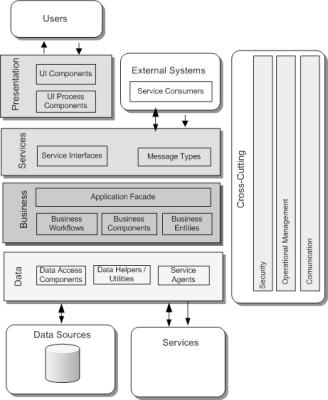 Users
Presentation
UI Components
UI Process
Components
External Systems
Service Consumers
Services
Service Interfaces
Message Types
Business
Application Facade
Business
Workflows
Business
Components
Business
Entities
Data
Data Access
Components
Data Helpers /
Utilities
Service
Agents
Data Sources
Services
Cross-Cutting
Security
Operational Management
Comunication